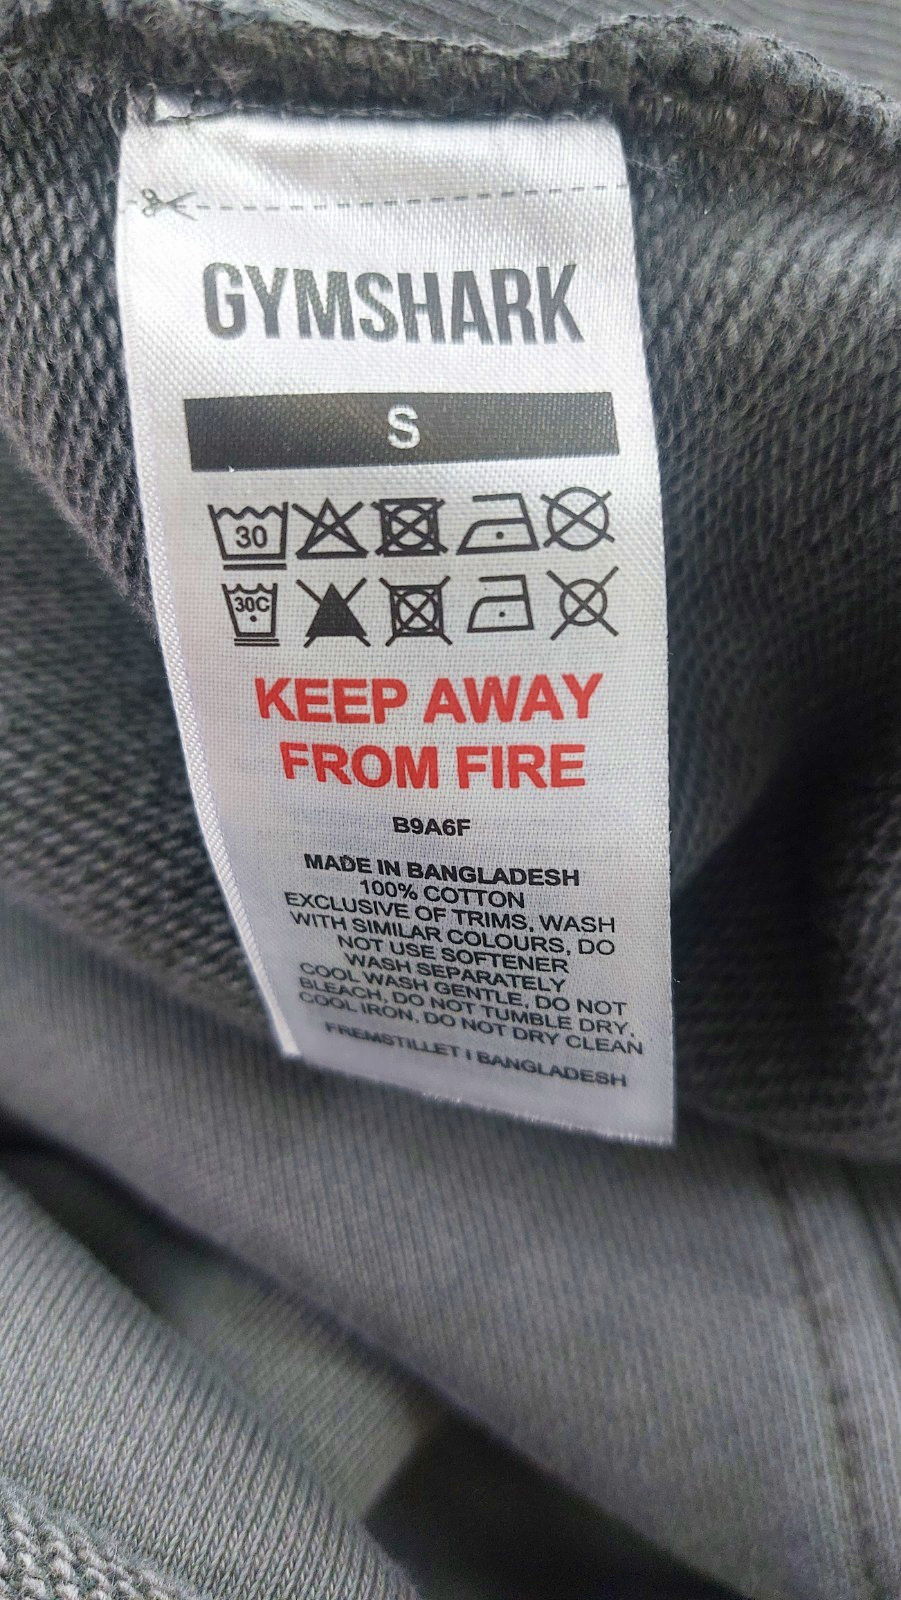 GYMSHARK
S
30
30C
KEEP AWAY
FROM FIRE
B9A6F
MADE IN BANGLADESH
100% COTTON
EXCLUSIVE OF TRIMS, WASH
WITH SIMILAR COLOURS, DO
NOT USE SOFTENER
WASH SEPARATELY
COOL WASH GENTLE, DO NOT
BLEACH, DO NOT TUMBLE DRY,
COOL IRON, DO NOT DRY CLEAN
FREMSTILLET I BANGLADESH